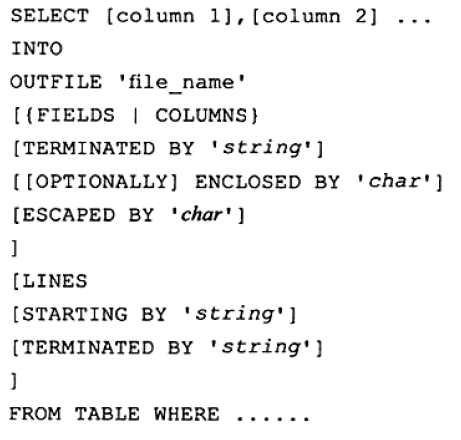 SELECT [column 1],[column 2] ...
INTO
OUTFILE 'file_name'
[{FIELDS | COLUMNS}
[TERMINATED BY 'string']
[[OPTIONALLY] ENCLOSED BY 'char']
[ESCAPED BY 'char']
]
[LINES
[STARTING BY 'string']
[TERMINATED BY 'string']
]
FROM TABLE WHERE ......